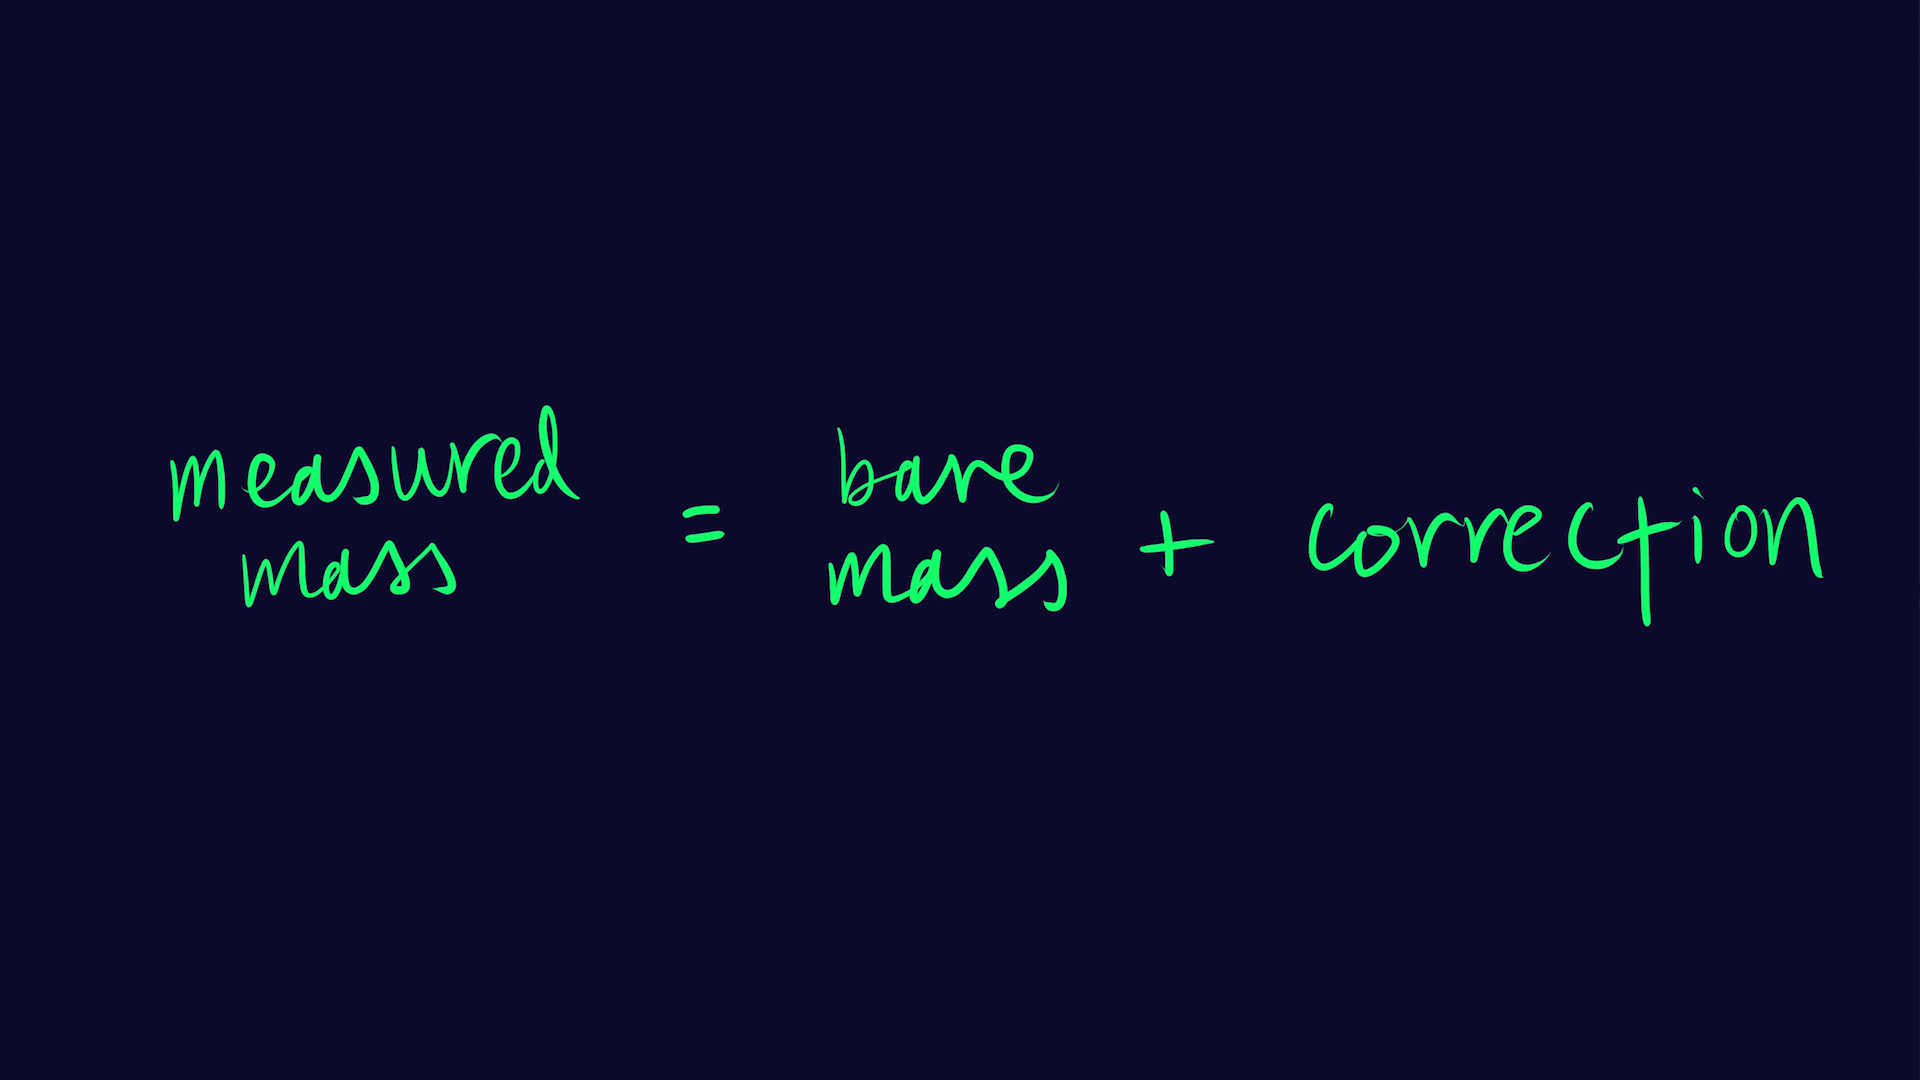 measured
mass
=
bare
mass
+
correction